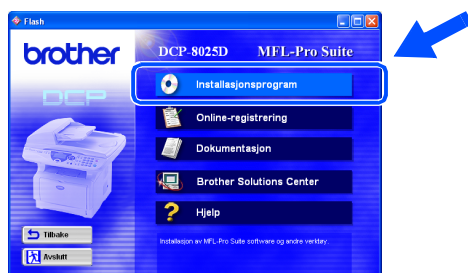 Flash
brother
DCP-8025D MFL-Pro Suite
DCP
Installasjonsprogram
Online-registrering
Dokumentasjon
Brother Solutions Center
Hjelp
Tilbake
Avslutt
Installasjon av MFL-Pro Suite software og andre verktøy.